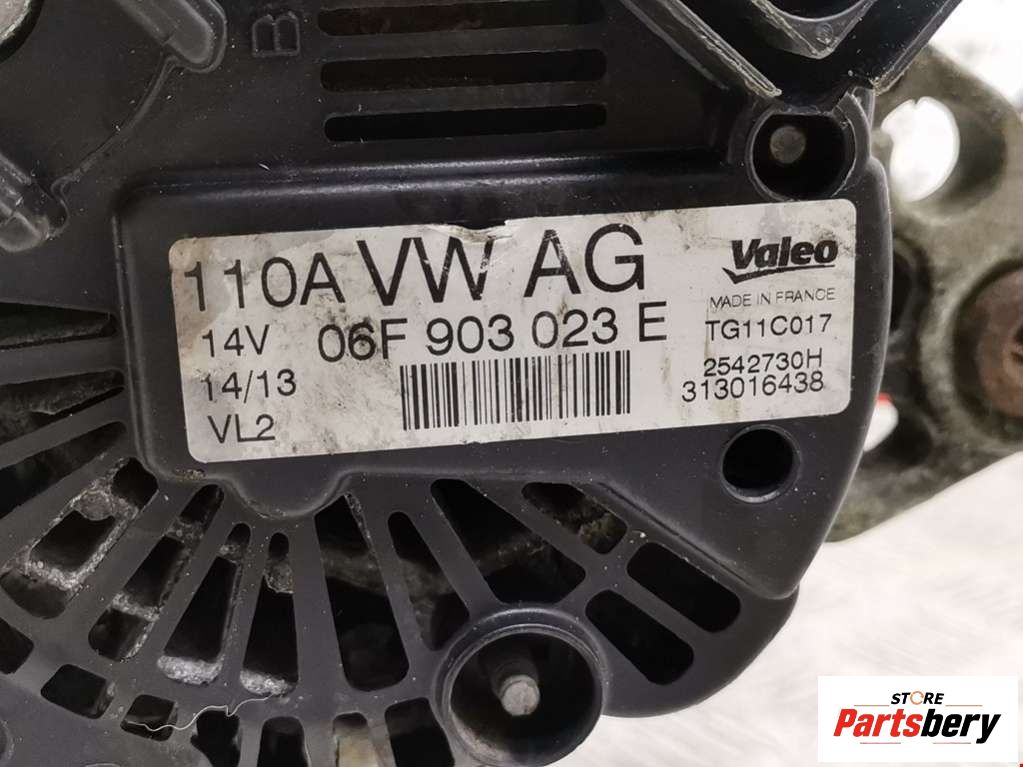 B
110A VW AG
14V 06F 903 023 E
14/13
VL2
Valeo
MADE IN FRANCE
TG11C017
2542730H
313016438
STORE
Partsbery